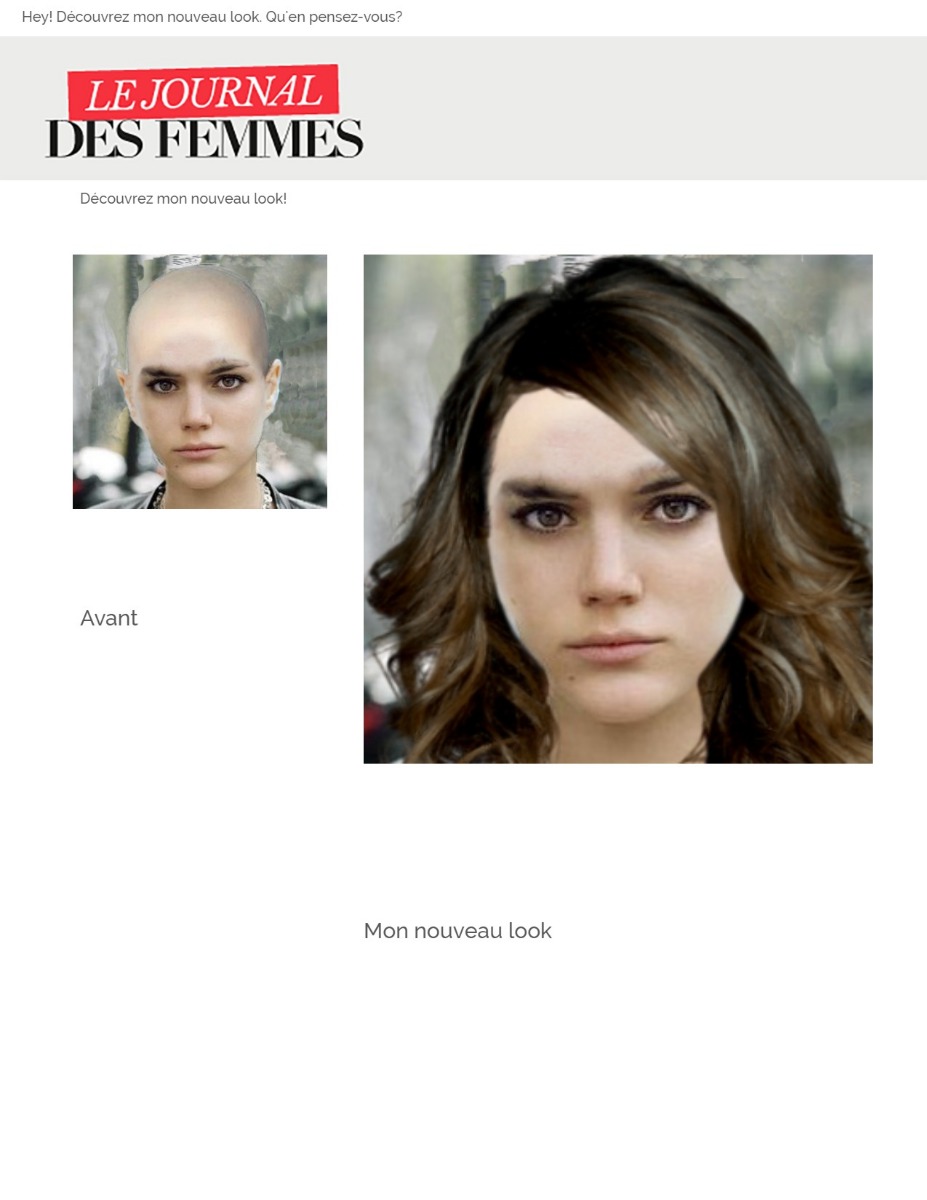 Hey! Découvrez mon nouveau look. Qu'en pensez-vous?
LE JOURNAL
DES FEMMES
Découvrez mon nouveau look!
Avant
Mon nouveau look